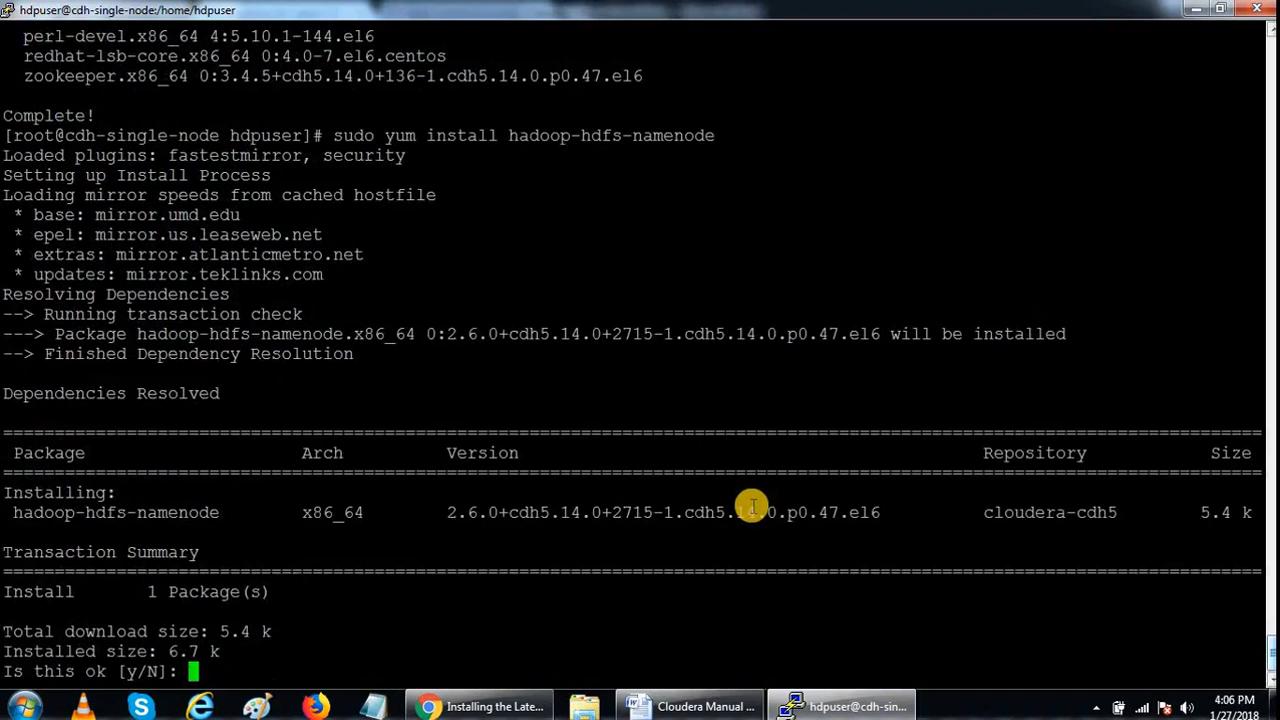 hdpuser@cdh-single-node:/home/hdpuser
perl-devel.x86_64 4:5.10.1-144.el6
redhat-lsb-core.x86_64 0:4.0-7.el6.centos
zookeeper.x86_64 0:3.4.5+cdh5.14.0+136-1.cdh5.14.0.p0.47.el6
Complete!
[root@cdh-single-node hdpuser]# sudo yum install hadoop-hdfs-namenode
Loaded plugins: fastestmirror, security
Setting up Install Process
Loading mirror speeds from cached hostfile
* base: mirror.umd.edu
* epel: mirror.us.leaseweb.net
* extras: mirror.atlanticmetro.net
* updates: mirror.teklinks.com
Resolving Dependencies
--> Running transaction check
---> Package hadoop-hdfs-namenode.x86_64 0:2.6.0+cdh5.14.0+2715-1.cdh5.14.0.p0.47.el6 will be installed
--> Finished Dependency Resolution
Dependencies Resolved
================================================================================
Package Arch Version Repository Size
================================================================================
Installing:
hadoop-hdfs-namenode x86_64 2.6.0+cdh5.14.0+2715-1.cdh5.14.0.p0.47.el6 cloudera-cdh5 5.4 k
Transaction Summary
================================================================================
Install 1 Package(s)
Total download size: 5.4 k
Installed size: 6.7 k
Is this ok [y/N]:
Installing the Late...
Cloudera Manual ...
hdpuser@cdh-sin...
4:06 PM
1/27/2018